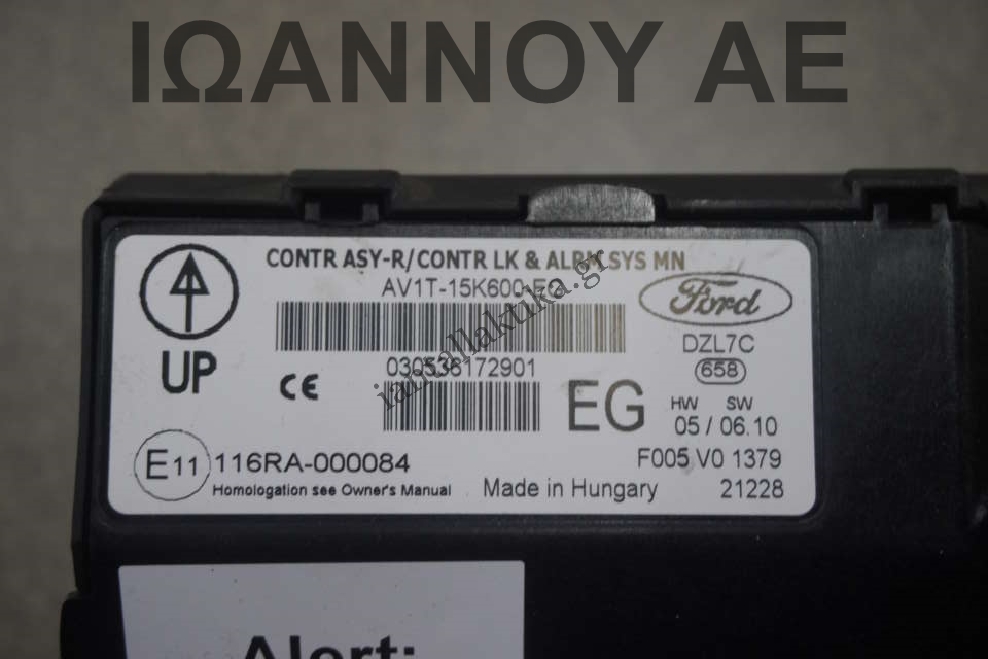 ΙΩΑΝΝΟΥ ΑΕ
CONTR ASY-R/CONTR LK & ALRM SYS MN
AV1T-15K600-EG
Ford
UP
CE
030536172901
EG
DZL7C
658
HW SW
05 / 06.10
E11 116RA-000084
F005 V0 1379
Homologation see Owner's Manual
Made in Hungary
21228
Alert: